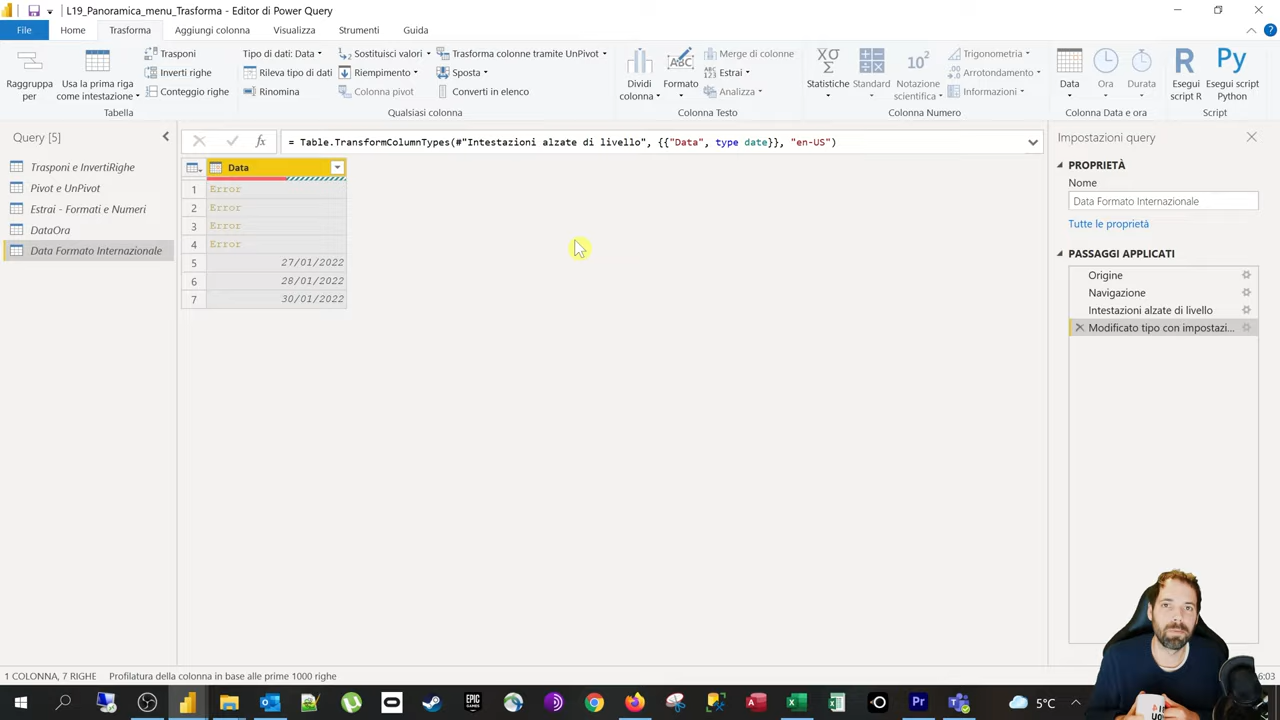 L19_Panoramica_menu_Trasforma - Editor di Power Query
File Home Trasforma Aggiungi colonna Visualizza Strumenti Guida
Raggruppa per
Usa la prima riga come intestazione
Trasponi
Inverti righe
Conteggio righe
Tabella
Tipo di dati: Data
Rileva tipo di dati
Rinomina
Sostituisci valori
Riempimento
Colonna pivot
Trasforma colonne tramite UnPivot
Sposta
Converti in elenco
Qualsiasi colonna
Dividi colonna
Formato
ABC
Merge di colonne
Estrai
Analizza
Colonna Testo
Statistiche
Standard
10²
Notazione scientifica
Trigonometria
Arrotondamento
Informazioni
Colonna Numero
Data
Ora
Durata
Colonna Data e ora
R
Esegui script R
Py
Esegui script Python
Script
Query [5]
Trasponi e InvertiRighe
Pivot e UnPivot
Estrai - Formati e Numeri
DataOra
Data Formato Internazionale
fx
= Table.TransformColumnTypes(#"Intestazioni alzate di livello", {{"Data", type date}}, "en-US")
Data
1 Error
2 Error
3 Error
4 Error
5 27/01/2022
6 28/01/2022
7 30/01/2022
Impostazioni query
PROPRIETÀ
Nome
Data Formato Internazionale
Tutte le proprietà
PASSAGGI APPLICATI
Origine
Navigazione
Intestazioni alzate di livello
Modificato tipo con impostazi...
1 COLONNA, 7 RIGHE Profilatura della colonna in base alle prime 1000 righe
6:03
EPIC GAMES
Pr
5°C